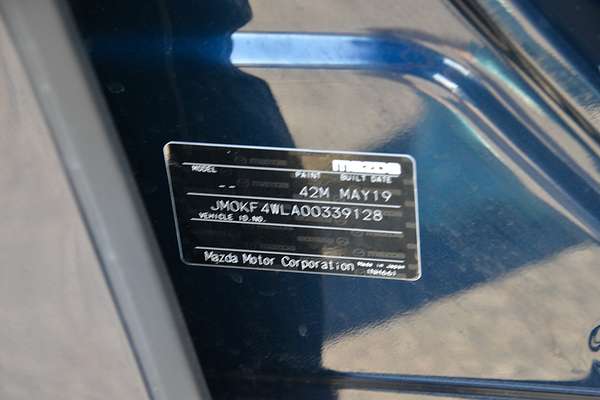 mazda
MODEL PAINT BUILT DATE
-- 42M MAY19
JM0KF4WLA00339128
VEHICLE ID.NO.
Mazda Motor Corporation Made in Japan